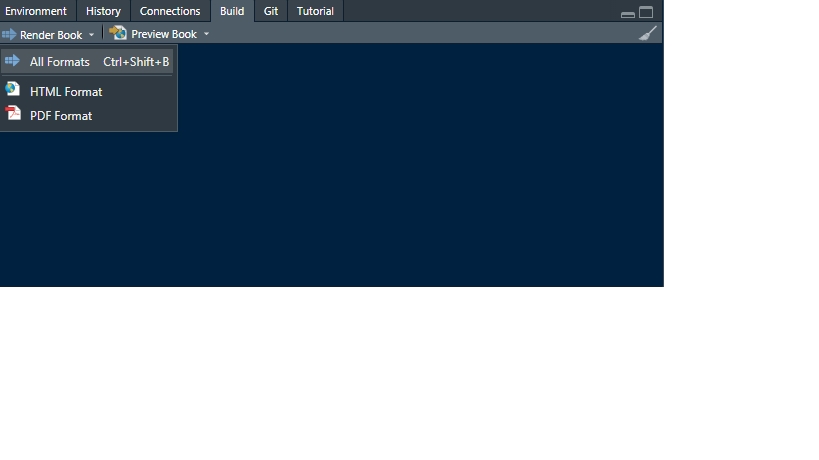 Environment History Connections Build Git Tutorial
Render Book Preview Book
All Formats Ctrl+Shift+B
HTML Format
PDF Format